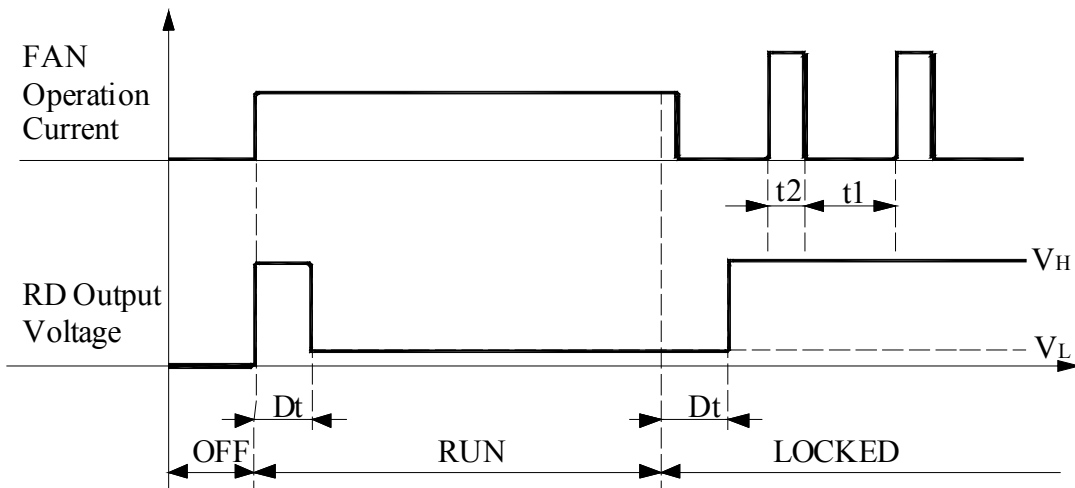 FAN
Operation
Current
t2 t1
VH
RD Output
Voltage
VL
Dt Dt
OFF RUN LOCKED